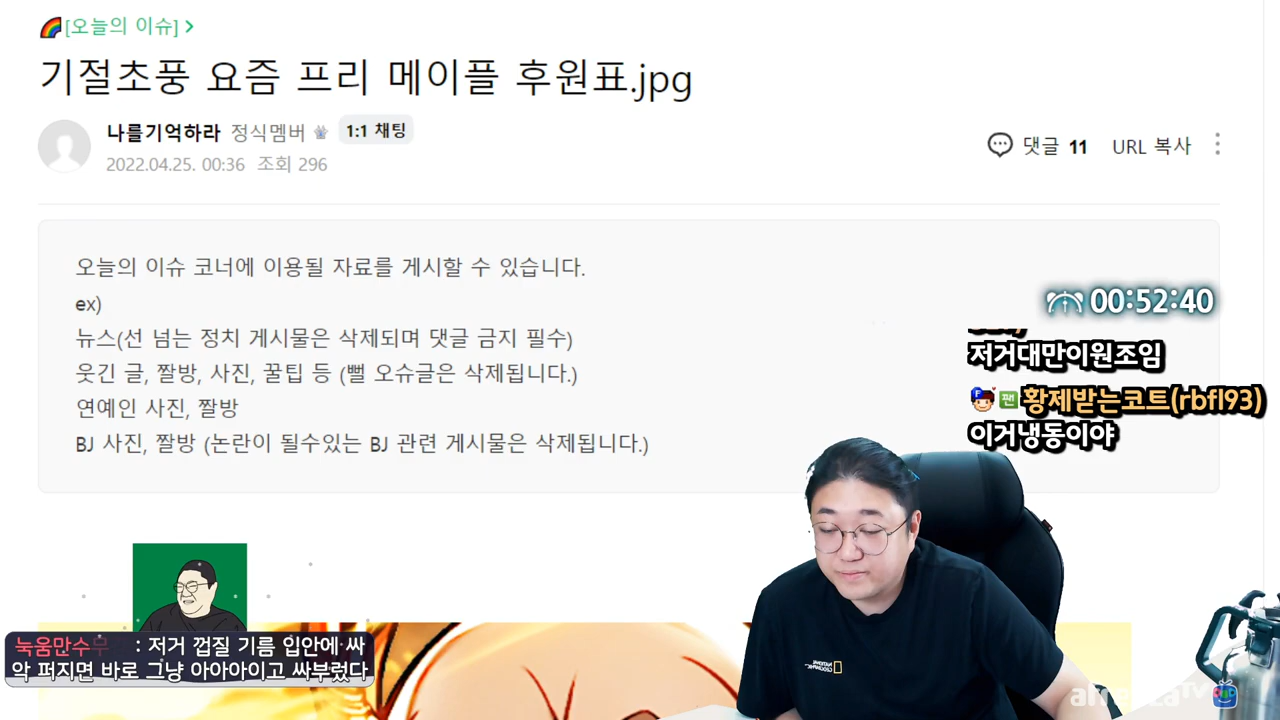 [오늘의 이슈] >
기절초풍 요즘 프리 메이플 후원표.jpg
나를기억하라 정식멤버 1:1 채팅
2022.04.25. 00:36 조회 296
댓글 11 URL 복사
오늘의 이슈 코너에 이용될 자료를 게시할 수 있습니다.
ex)
뉴스(선 넘는 정치 게시물은 삭제되며 댓글 금지 필수)
웃긴 글, 짤방, 사진, 꿀팁 등 (뻘 오슈글은 삭제됩니다.)
연예인 사진, 짤방
BJ 사진, 짤방 (논란이 될수있는 BJ 관련 게시물은 삭제됩니다.)
00:52:40
저거대만이원조임
팬 황제받는코트(rbfl93)
이거냉동이야
눅움만수무 : 저거 껍질 기름 입안에 싸
악 퍼지면 바로 그냥 아아아이고 싸부렀다
NATIONAL
GEOGRAPHIC
afreecaTV